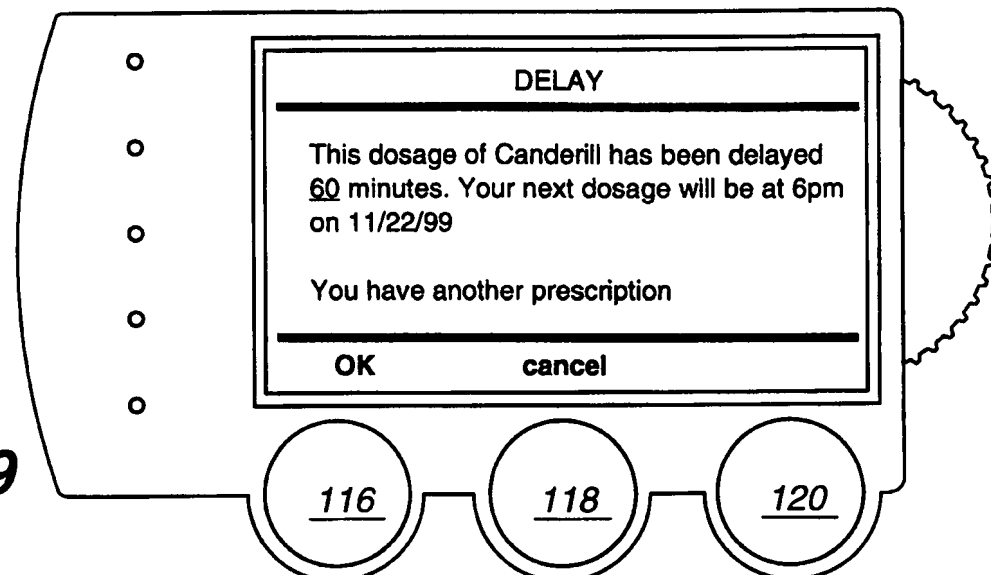 DELAY
This dosage of Canderill has been delayed
60 minutes. Your next dosage will be at 6pm
on 11/22/99
You have another prescription
OK cancel
9
116 118 120